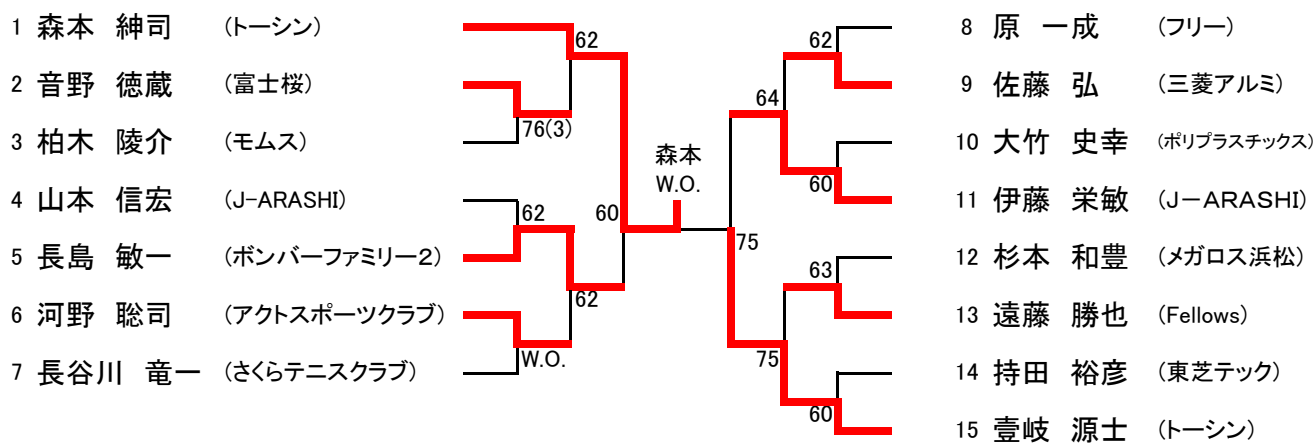 1 森本 紳司 (トーシン)
2 音野 徳蔵 (富士桜)
3 柏木 陵介 (モムス)
4 山本 信宏 (J-ARASHI)
5 長島 敏一 (ボンバーファミリー2)
6 河野 聡司 (アクトスポーツクラブ)
7 長谷川 竜一 (さくらテニスクラブ)
62
76(3)
62
W.O.
62
60
森本
W.O.
75
64
75
62
60
63
60
8 原 一成 (フリー)
9 佐藤 弘 (三菱アルミ)
10 大竹 史幸 (ポリプラスチックス)
11 伊藤 栄敏 (J-ARASHI)
12 杉本 和豊 (メガロス浜松)
13 遠藤 勝也 (Fellows)
14 持田 裕彦 (東芝テック)
15 壹岐 源士 (トーシン)